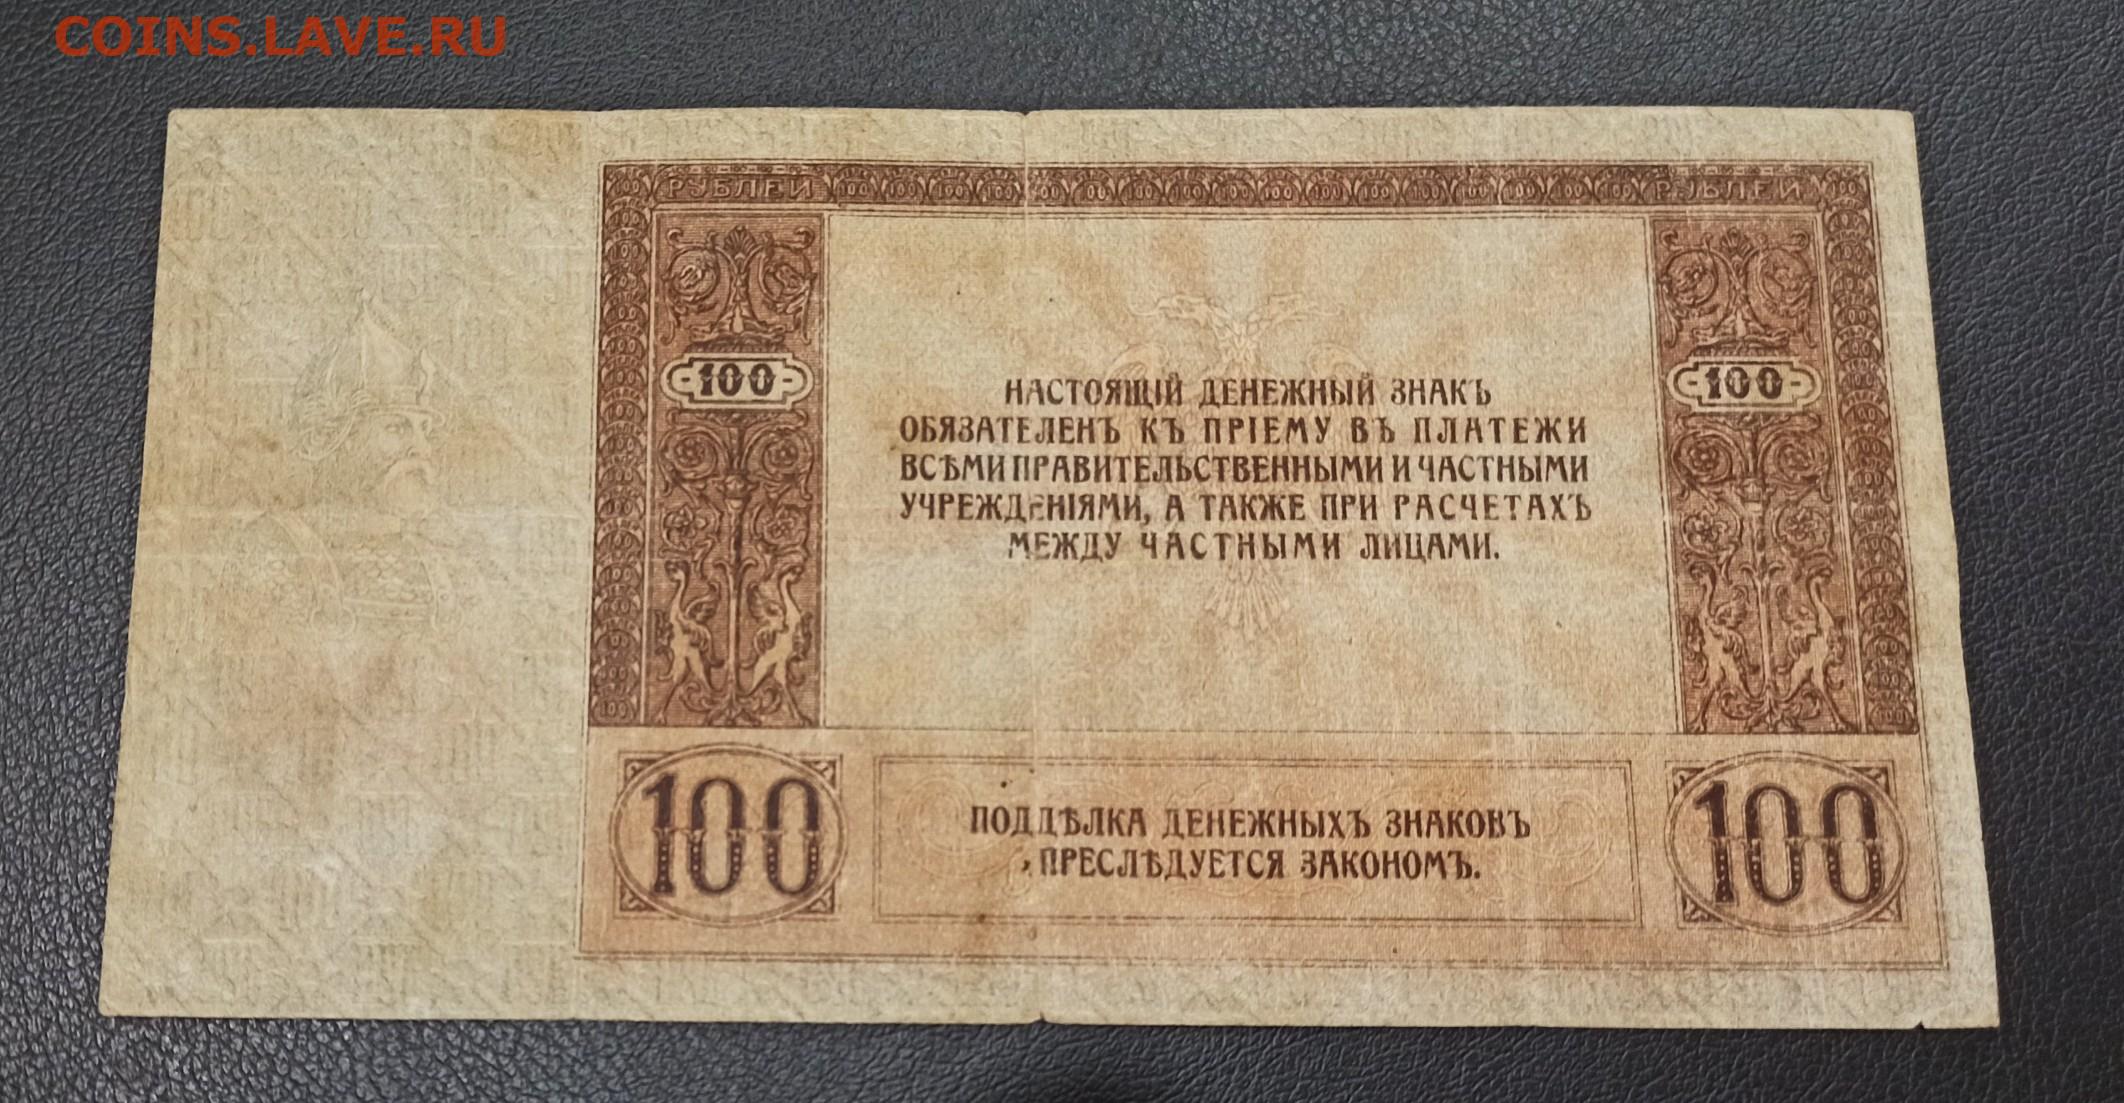 COINS.LAVE.RU
РУБЛЕЙ РУБЛЕЙ
100 100
НАСТОЯЩІЙ ДЕНЕЖНЫЙ ЗНАКЪ
ОБЯЗАТЕЛЕНЪ КЪ ПРІЕМУ ВЪ ПЛАТЕЖИ
ВСѢМИ ПРАВИТЕЛЬСТВЕННЫМИ И ЧАСТНЫМИ
УЧРЕЖДЕНІЯМИ, А ТАКЖЕ ПРИ РАСЧЕТАХЪ
МЕЖДУ ЧАСТНЫМИ ЛИЦАМИ.
100 100
ПОДДѢЛКА ДЕНЕЖНЫХЪ ЗНАКОВЪ
ПРЕСЛѢДУЕТСЯ ЗАКОНОМЪ.